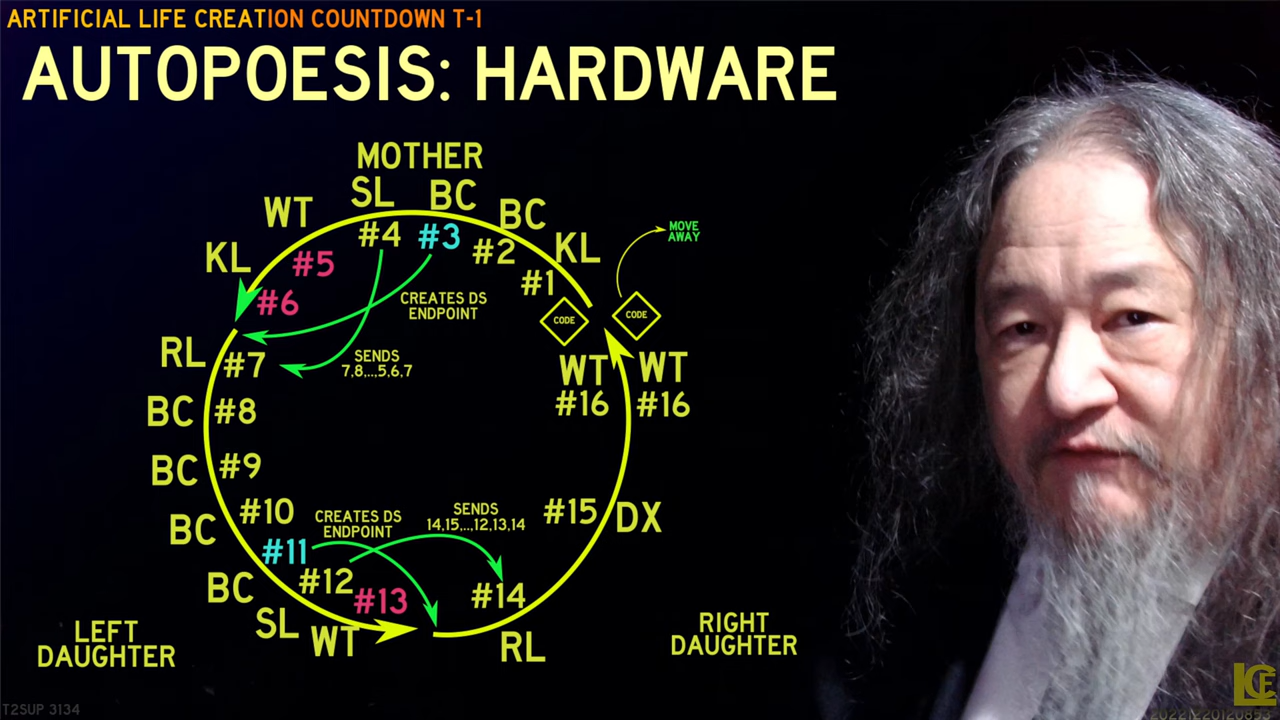 ARTIFICIAL LIFE CREATION COUNTDOWN T-1
AUTOPOESIS: HARDWARE
MOTHER
SL
BC
WT
BC
KL
KL
#4
#3
#2
#5
#1
#6
MOVE
AWAY
CREATES DS
ENDPOINT
CODE
CODE
RL
#7
SENDS
7,8,..,5,6,7
WT
#16
WT
#16
BC
#8
BC
#9
BC
#10
CREATES DS
ENDPOINT
SENDS
14,15,..,12,13,14
#15
DX
#11
BC
#12
#13
#14
SL
WT
RL
LEFT
DAUGHTER
RIGHT
DAUGHTER
T2SUP 3134